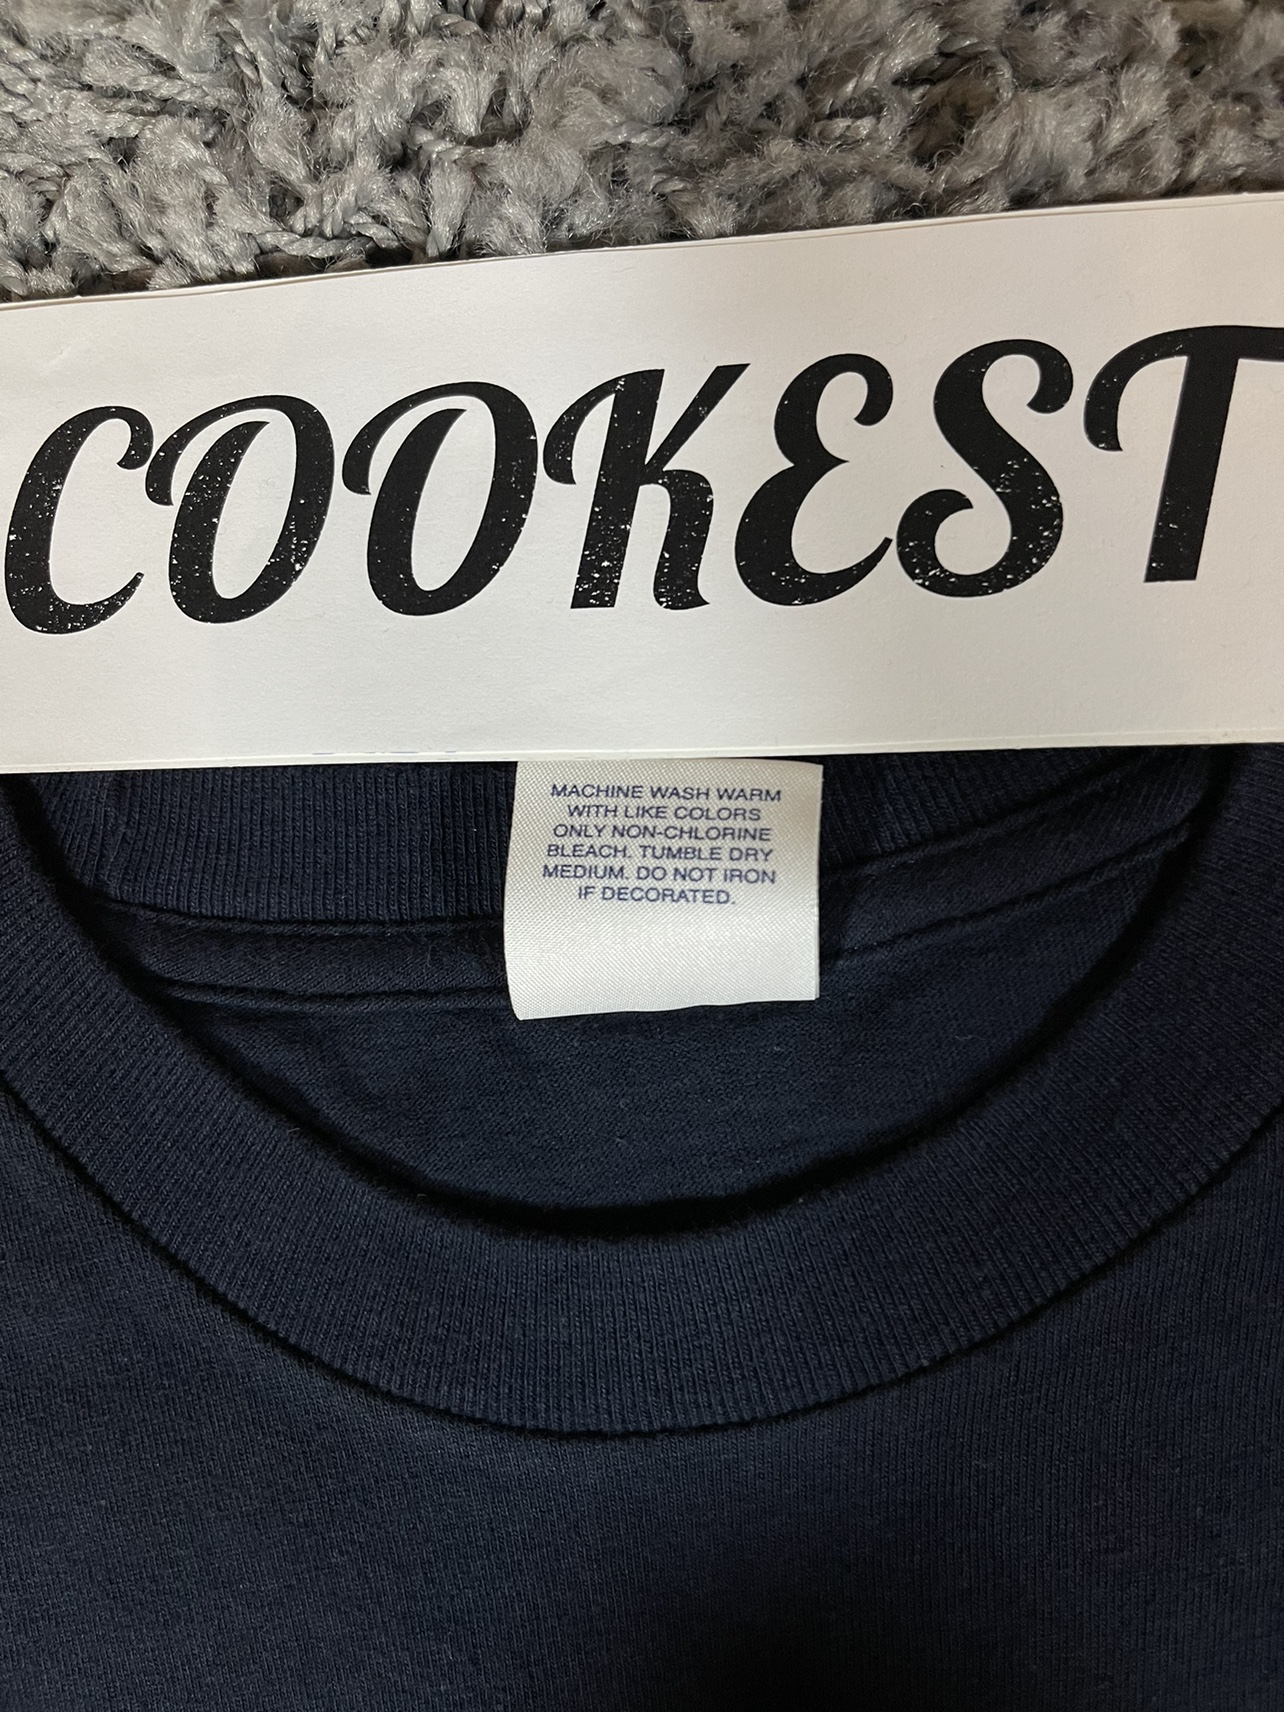 COOKEST
MACHINE WASH WARM
WITH LIKE COLORS
ONLY NON-CHLORINE
BLEACH. TUMBLE DRY
MEDIUM. DO NOT IRON
IF DECORATED.